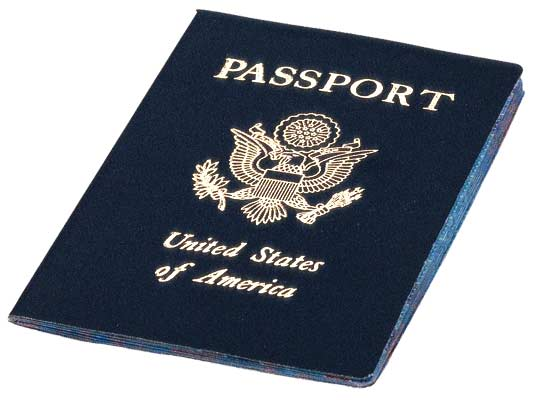 PASSPORT
United States
of America